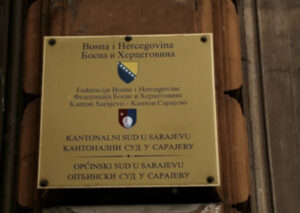 Bosna i Hercegovina
Босна и Херцеговина
Federacija Bosne i Hercegovine
Федерација Босне и Херцеговине
Kanton Sarajevo - Кантон Сарајево
KANTONALNI SUD U SARAJEVU
КАНТОНАЛНИ СУД У САРАЈЕВУ
OPĆINSKI SUD U SARAJEVU
ОПЋИНСКИ СУД У САРАЈЕВУ